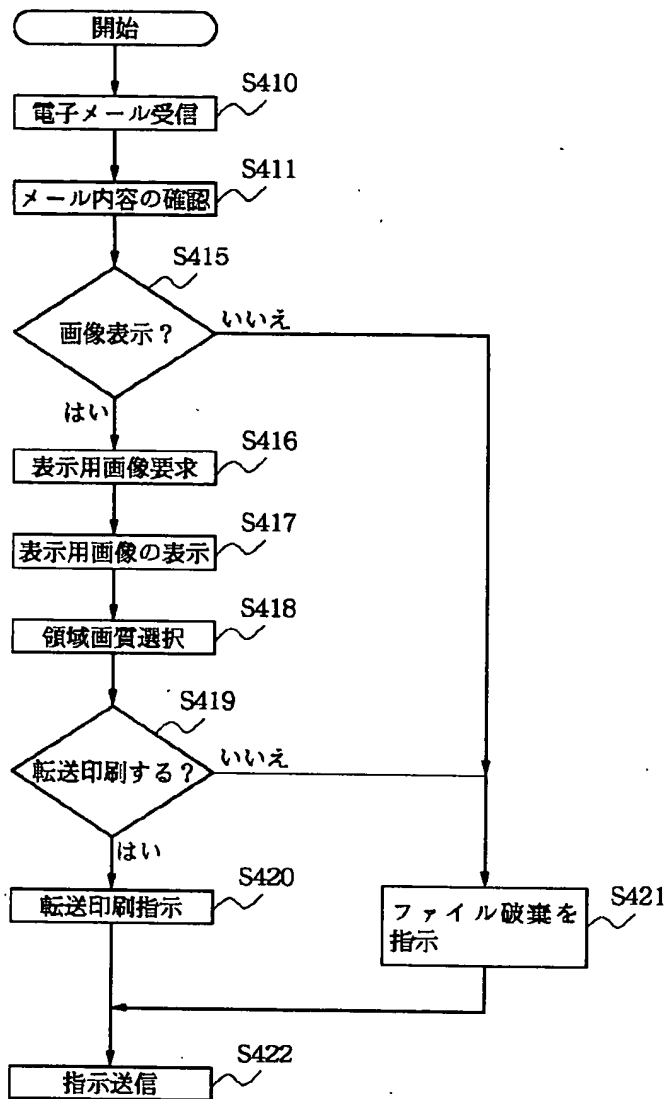 開始
S410
電子メール受信
S411
メール内容の確認
S415
画像表示？
いいえ
はい
S416
表示用画像要求
S417
表示用画像の表示
S418
領域画質選択
S419
転送印刷する？
いいえ
はい
S420
転送印刷指示
S421
ファイル破棄を
指示
S422
指示送信